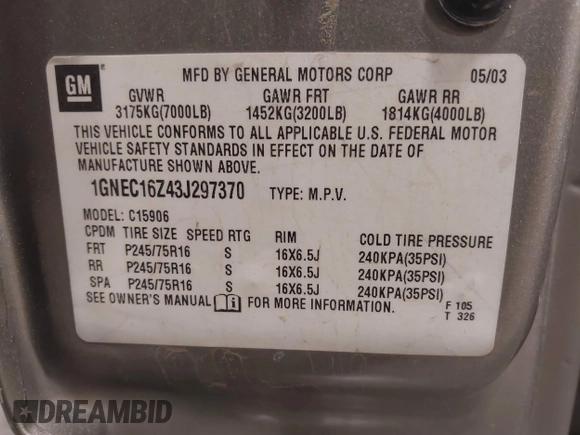 GM
MFD BY GENERAL MOTORS CORP 05/03
GVWR GAWR FRT GAWR RR
3175KG(7000LB) 1452KG(3200LB) 1814KG(4000LB)
THIS VEHICLE CONFORMS TO ALL APPLICABLE U.S. FEDERAL MOTOR
VEHICLE SAFETY STANDARDS IN EFFECT ON THE DATE OF
MANUFACTURE SHOWN ABOVE.
1GNEC16Z43J297370 TYPE: M.P.V.
MODEL: C15906
CPDM TIRE SIZE SPEED RTG RIM COLD TIRE PRESSURE
FRT P245/75R16 S 16X6.5J 240KPA(35PSI)
RR P245/75R16 S 16X6.5J 240KPA(35PSI)
SPA P245/75R16 S 16X6.5J 240KPA(35PSI)
SEE OWNER'S MANUAL i FOR MORE INFORMATION.
F 105
T 326
DREAMBID